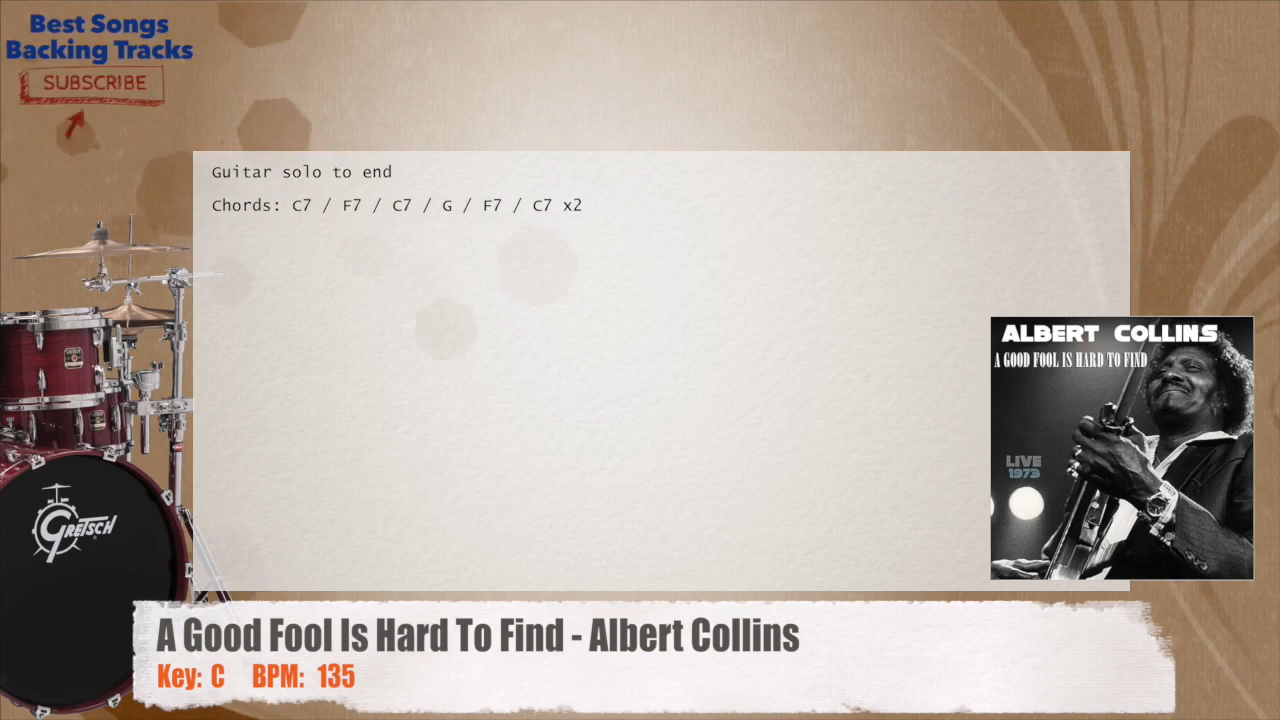 Best Songs
Backing Tracks
SUBSCRIBE
Guitar solo to end
Chords: C7 / F7 / C7 / G / F7 / C7 x2
ALBERT COLLINS
A GOOD FOOL IS HARD TO FIND
LIVE
1973
GRETSCH
A Good Fool Is Hard To Find - Albert Collins
Key: C BPM: 135